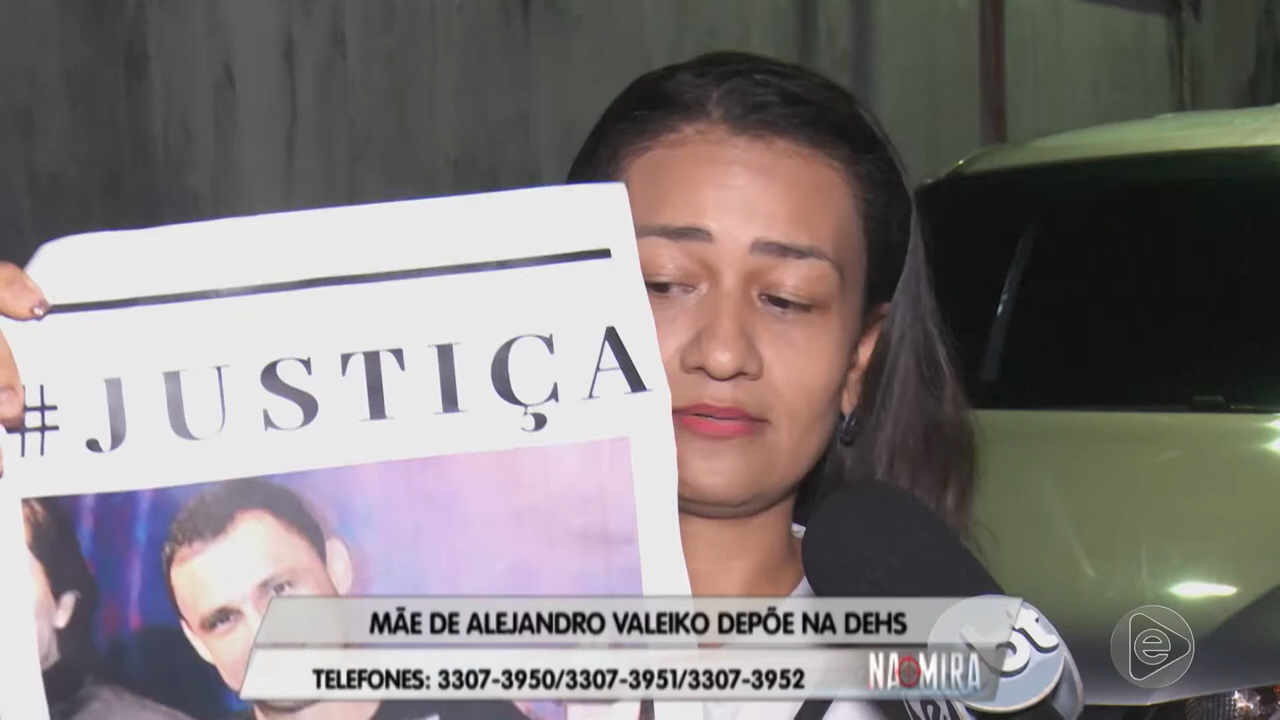 #JUSTIÇA
MÃE DE ALEJANDRO VALEIKO DEPÕE NA DEHS
TELEFONES: 3307-3950/3307-3951/3307-3952
NA MIRA
e